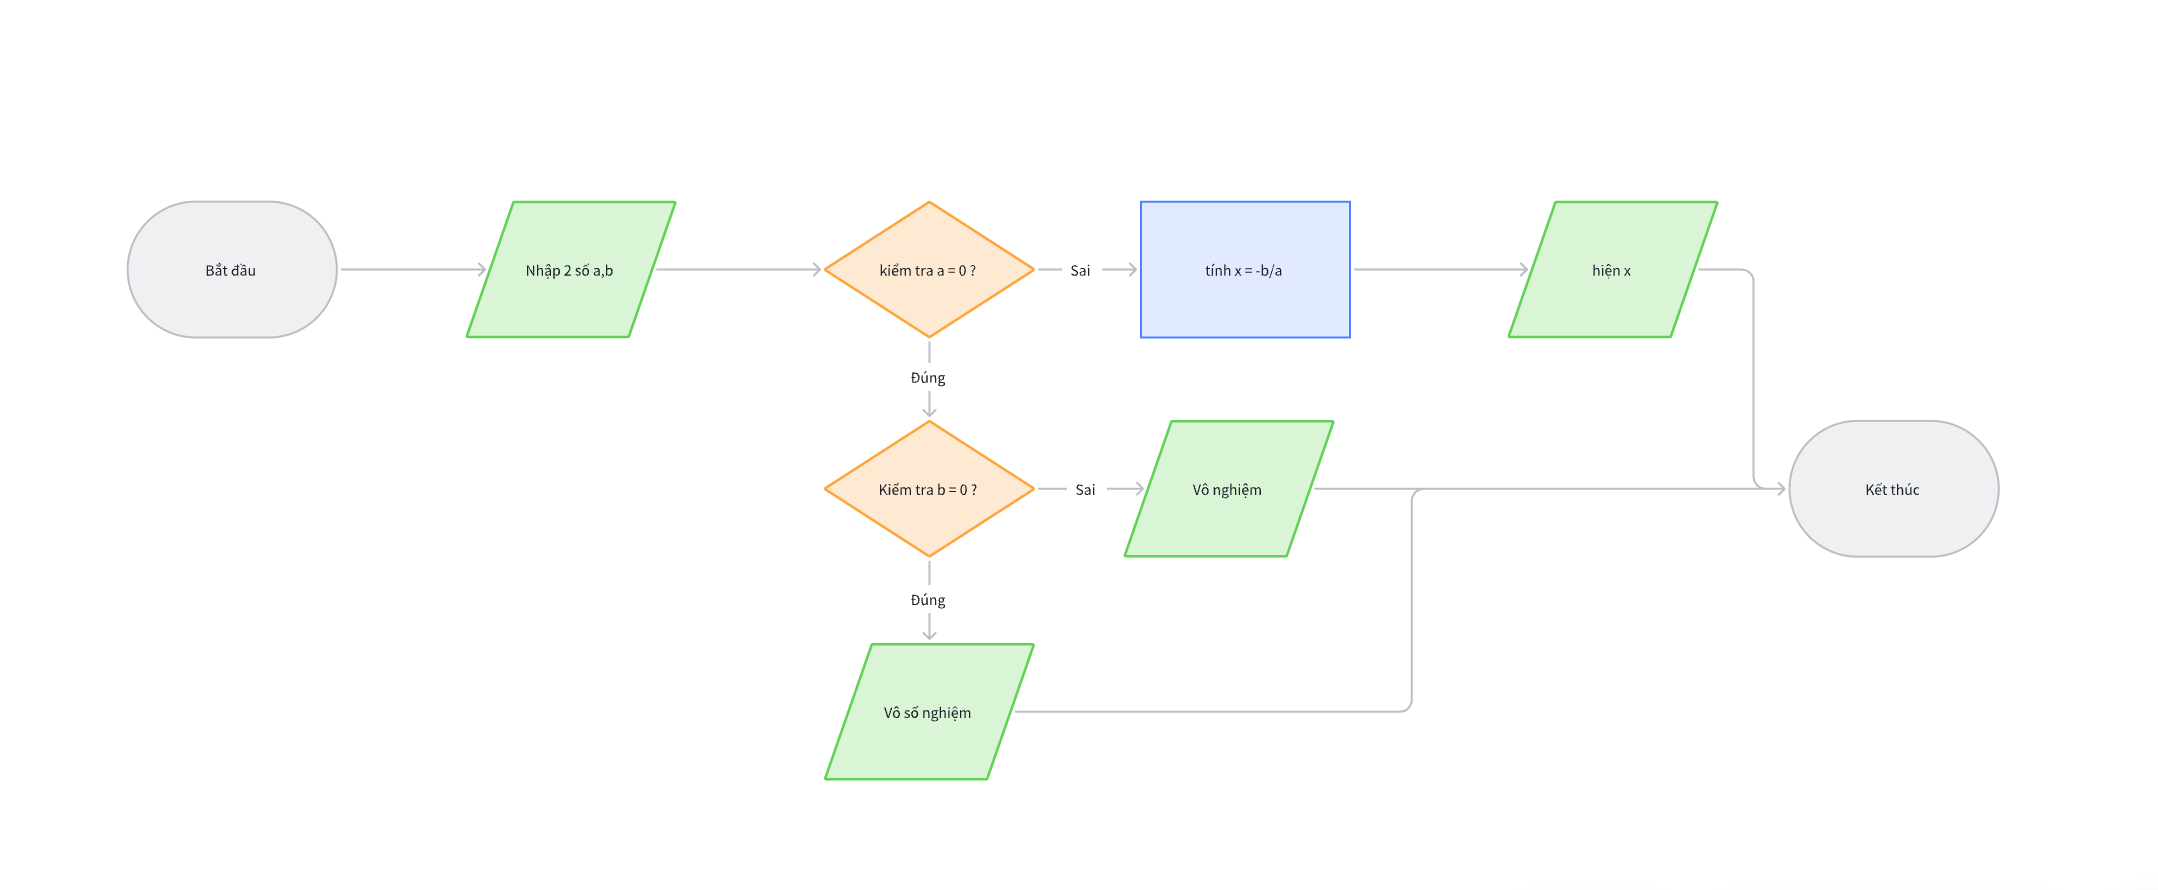 Bắt đầu
Nhập 2 số a,b
kiểm tra a = 0 ?
Sai
tính x = -b/a
hiện x
Đúng
Kiểm tra b = 0 ?
Sai
Vô nghiệm
Kết thúc
Đúng
Vô số nghiệm